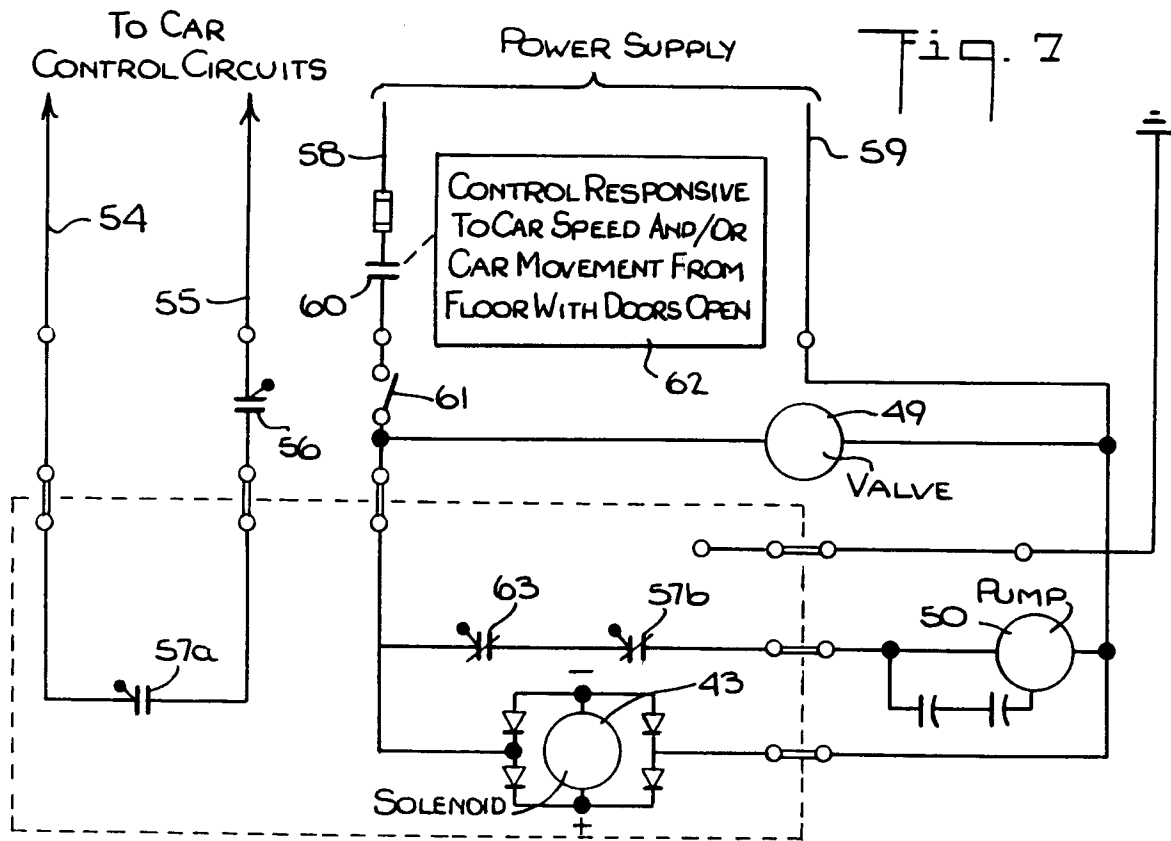 TO CAR
CONTROL CIRCUITS
POWER SUPPLY
Fig. 7
58
59
54
CONTROL RESPONSIVE
TO CAR SPEED AND/OR
CAR MOVEMENT FROM
FLOOR WITH DOORS OPEN
55
60
62
61
49
56
VALVE
63
57b
50
PUMP
57a
−
43
SOLENOID
+